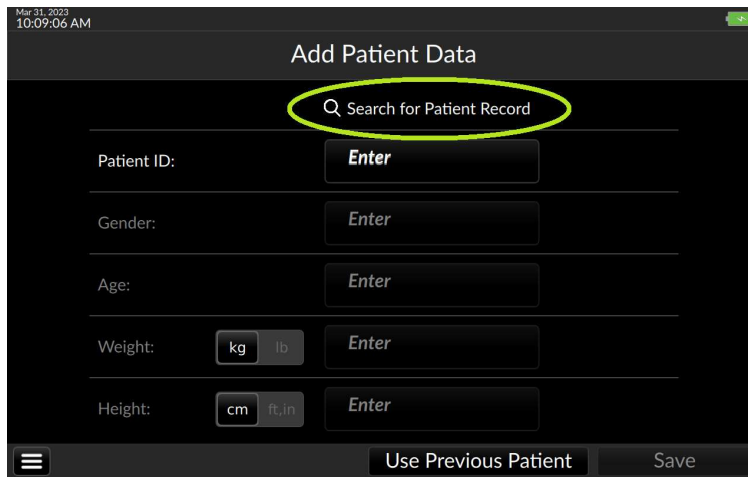 Mar 31, 2023
10:09:06 AM
Add Patient Data
Search for Patient Record
Patient ID: Enter
Gender: Enter
Age: Enter
Weight: kg lb Enter
Height: cm ft,in Enter
Use Previous Patient Save